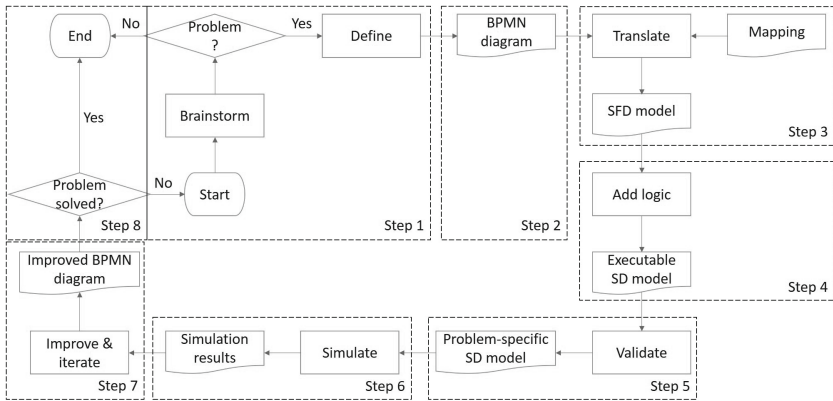 End
No
Problem
?
Yes
Define
BPMN
diagram
Translate
Mapping
Brainstorm
SFD model
Step 3
Yes
Problem
solved?
No
Start
Step 8
Step 1
Step 2
Add logic
Executable
SD model
Step 4
Improved BPMN
diagram
Improve &
iterate
Step 7
Simulation
results
Simulate
Step 6
Problem-specific
SD model
Validate
Step 5